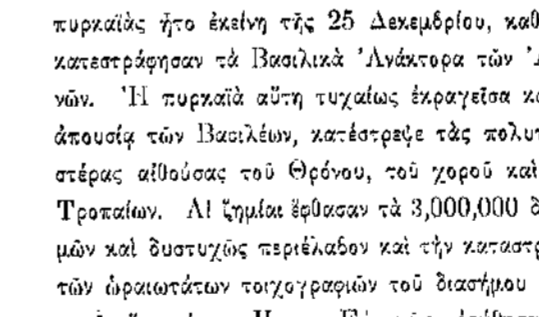 πυρκαϊὰς ἦτο ἐκείνη τῆς 25 Δεκεμβρίου, καθ
κατεστράφησαν τὰ Βασιλικὰ Ἀνάκτορα τῶν Ἀ
νῶν. Ἡ πυρκαϊὰ αὕτη τυχαίως ἐκραγεῖσα κα
ἀπουσίᾳ τῶν Βασιλέων, κατέστρεψε τὰς πολυτ
στέρας αἰθούσας τοῦ Θρόνου, τοῦ χοροῦ καὶ
Τροπαίων. Αἱ ζημίαι ἔφθασαν τὰ 3,000,000 δ
μῶν καὶ δυστυχῶς περιέλαβον καὶ τὴν καταστρ
τῶν ὡραιωτάτων τοιχογραφιῶν τοῦ διασήμου